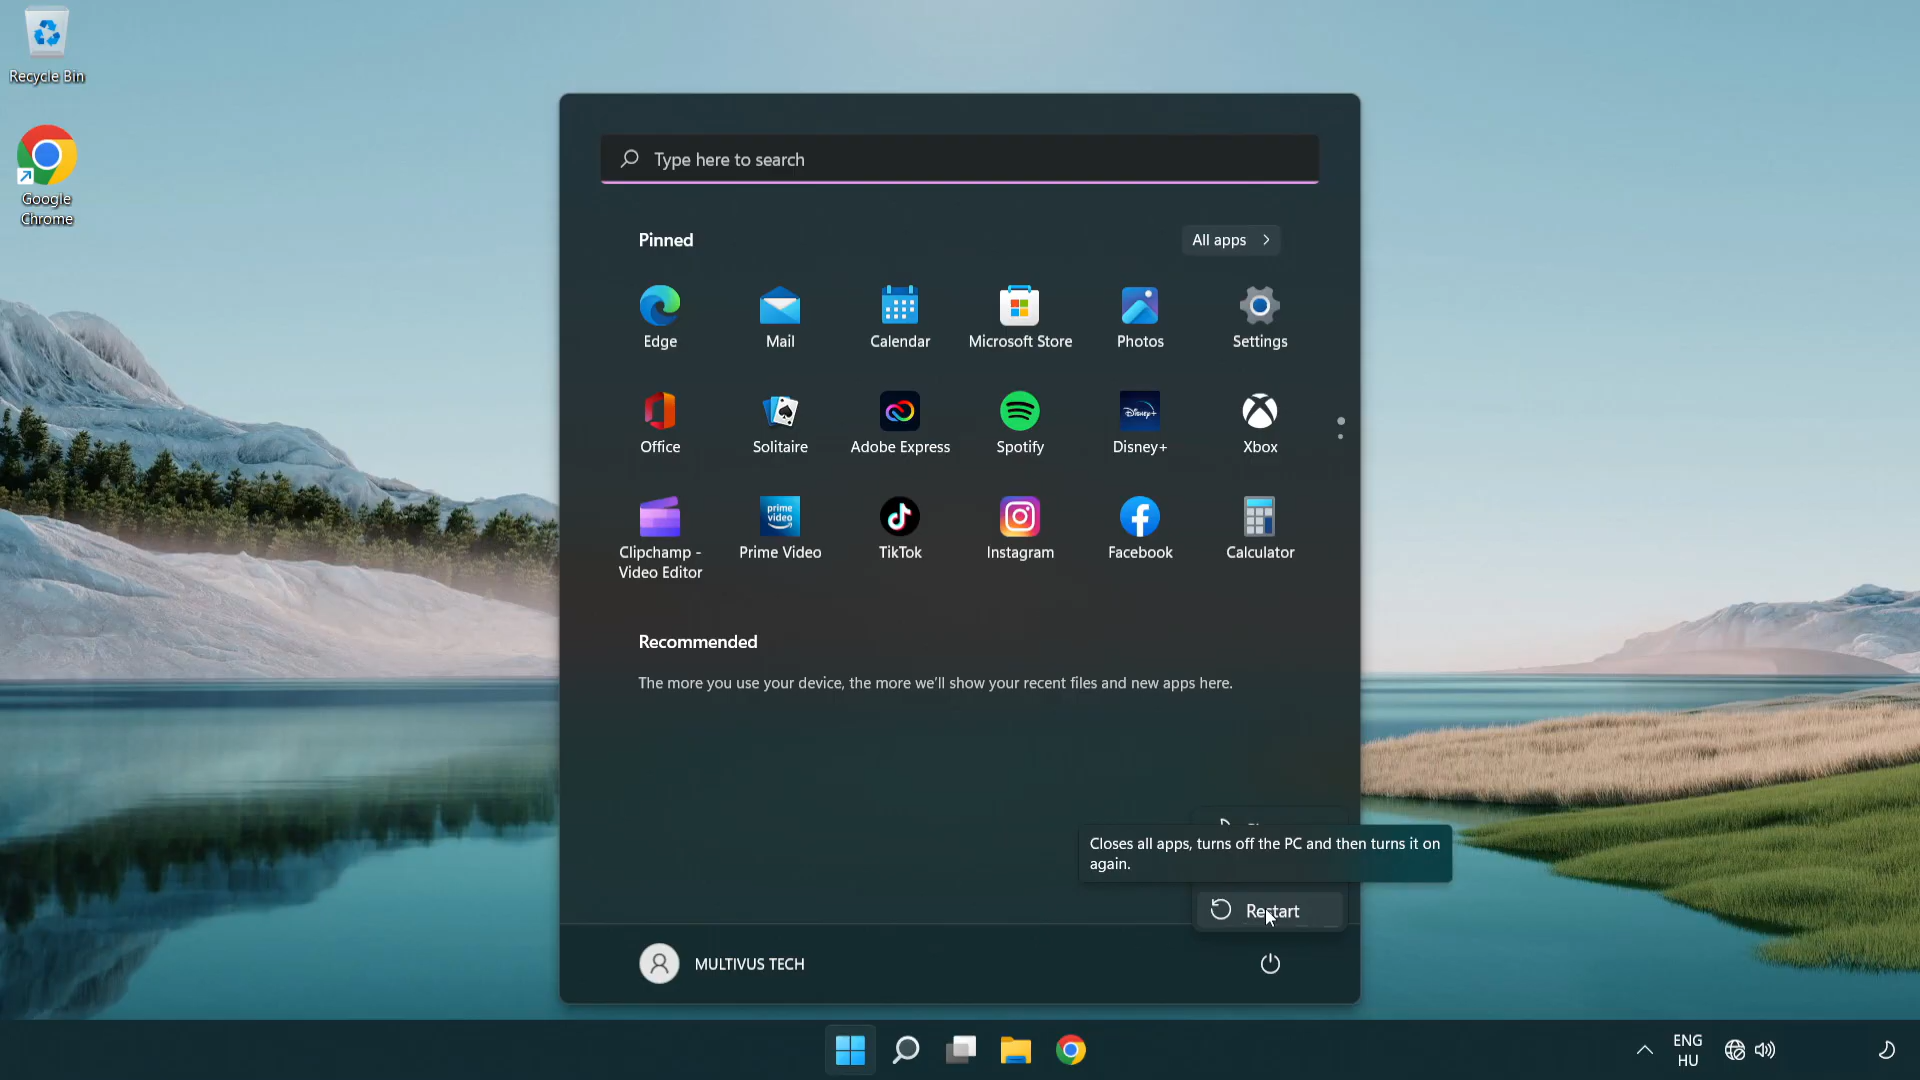 Recycle Bin
Google
Chrome
Type here to search
Pinned
All apps
Edge
Mail
Calendar
Microsoft Store
Photos
Settings
Office
Solitaire
Adobe Express
Spotify
Disney+
Disney+
Xbox
prime
video
Clipchamp -
Video Editor
Prime Video
TikTok
Instagram
Facebook
Calculator
Recommended
The more you use your device, the more we'll show your recent files and new apps here.
Closes all apps, turns off the PC and then turns it on
again.
Restart
MULTIVUS TECH
ENG
HU